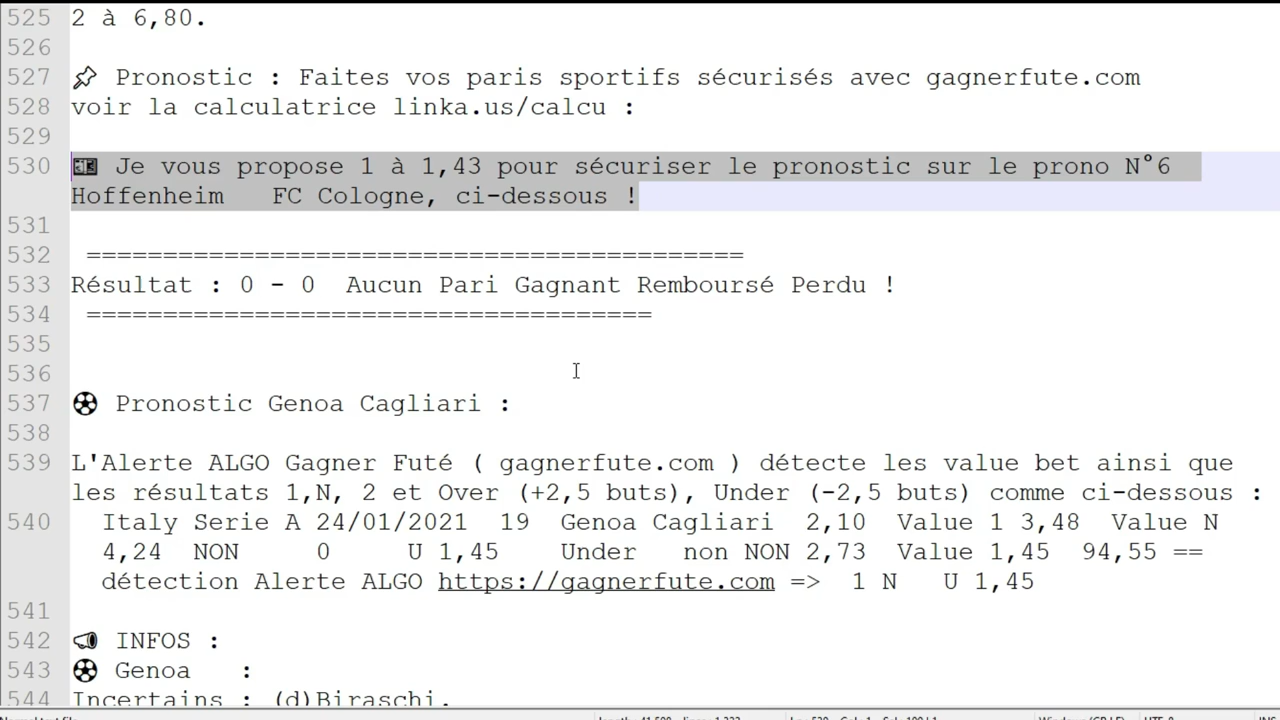 525 2 à 6,80.
526
527 Pronostic : Faites vos paris sportifs sécurisés avec gagnerfute.com
528 voir la calculatrice linka.us/calcu :
529
530 Je vous propose 1 à 1,43 pour sécuriser le pronostic sur le prono N°6
Hoffenheim   FC Cologne, ci-dessous !
531
532 ===========================================
533 Résultat : 0 - 0  Aucun Pari Gagnant Remboursé Perdu !
534 =====================================
535
536
537 Pronostic Genoa Cagliari :
538
539 L'Alerte ALGO Gagner Futé ( gagnerfute.com ) détecte les value bet ainsi que
les résultats 1,N, 2 et Over (+2,5 buts), Under (-2,5 buts) comme ci-dessous :
540 Italy Serie A 24/01/2021  19  Genoa Cagliari  2,10  Value 1 3,48  Value N
4,24  NON     0     U 1,45    Under   non NON 2,73  Value 1,45  94,55 ==
détection Alerte ALGO https://gagnerfute.com =>  1 N   U 1,45
541
542 INFOS :
543 Genoa   :
544 Incertains : (d)Biraschi.